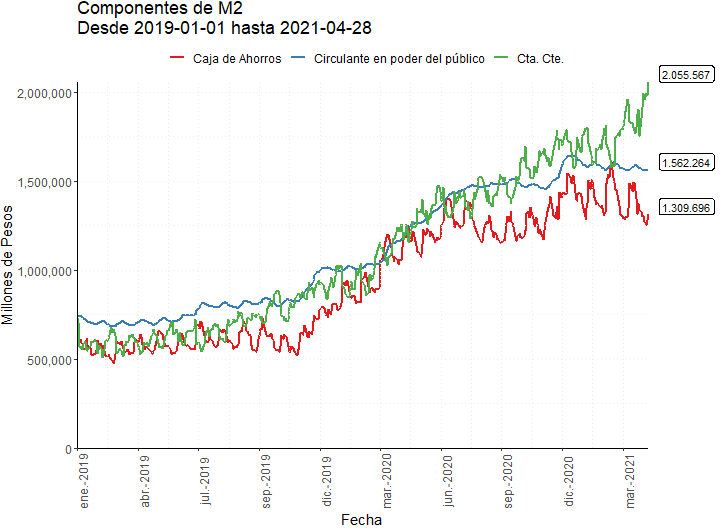 Componentes de M2
Desde 2019-01-01 hasta 2021-04-28
Caja de Ahorros Circulante en poder del público Cta. Cte.
2.055.567
2,000,000
1.562.264
1,500,000
1.309.696
1,000,000
500,000
0
Millones de Pesos
ene.-2019
abr.-2019
jul.-2019
sep.-2019
dic.-2019
mar.-2020
jun.-2020
sep.-2020
dic.-2020
mar.-2021
Fecha